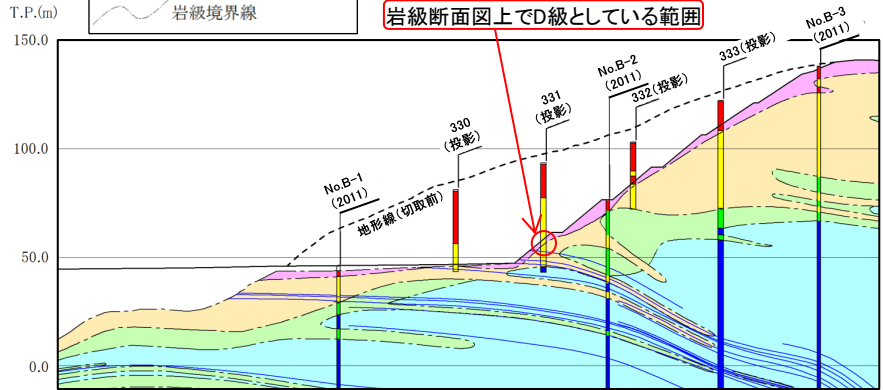 T.P.(m)
岩級境界線
岩級断面図上でD級としている範囲
150.0
100.0
50.0
0.0
No.B-1
(2011)
地形線(切取前)
330
(投影)
331
(投影)
No.B-2
(2011)
332(投影)
333(投影)
No.B-3
(2011)